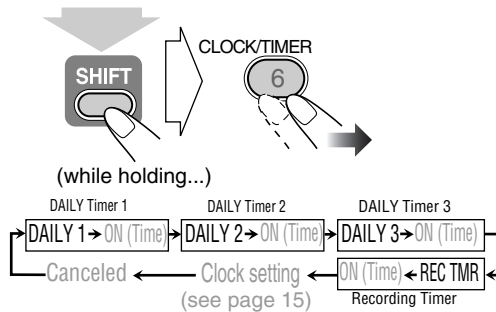 CLOCK/TIMER
SHIFT
6
(while holding...)
DAILY Timer 1 DAILY Timer 2 DAILY Timer 3
DAILY 1 → ON (Time) → DAILY 2 → ON (Time) → DAILY 3 → ON (Time)
Canceled ← Clock setting ← ON (Time) ← REC TMR
(see page 15) Recording Timer